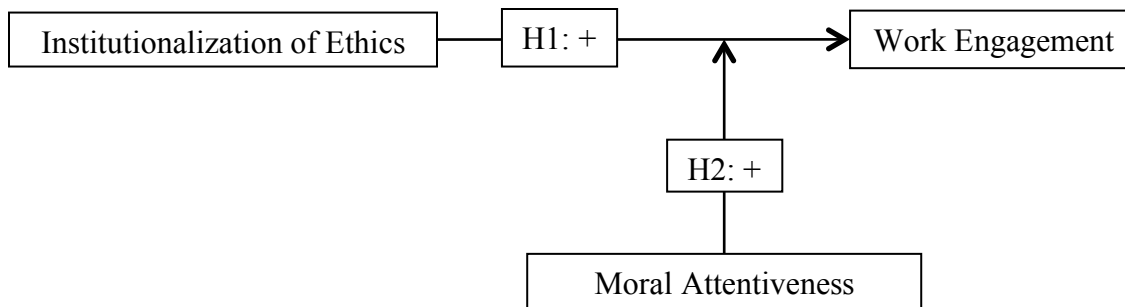 Institutionalization of Ethics
H1: +
Work Engagement
H2: +
Moral Attentiveness